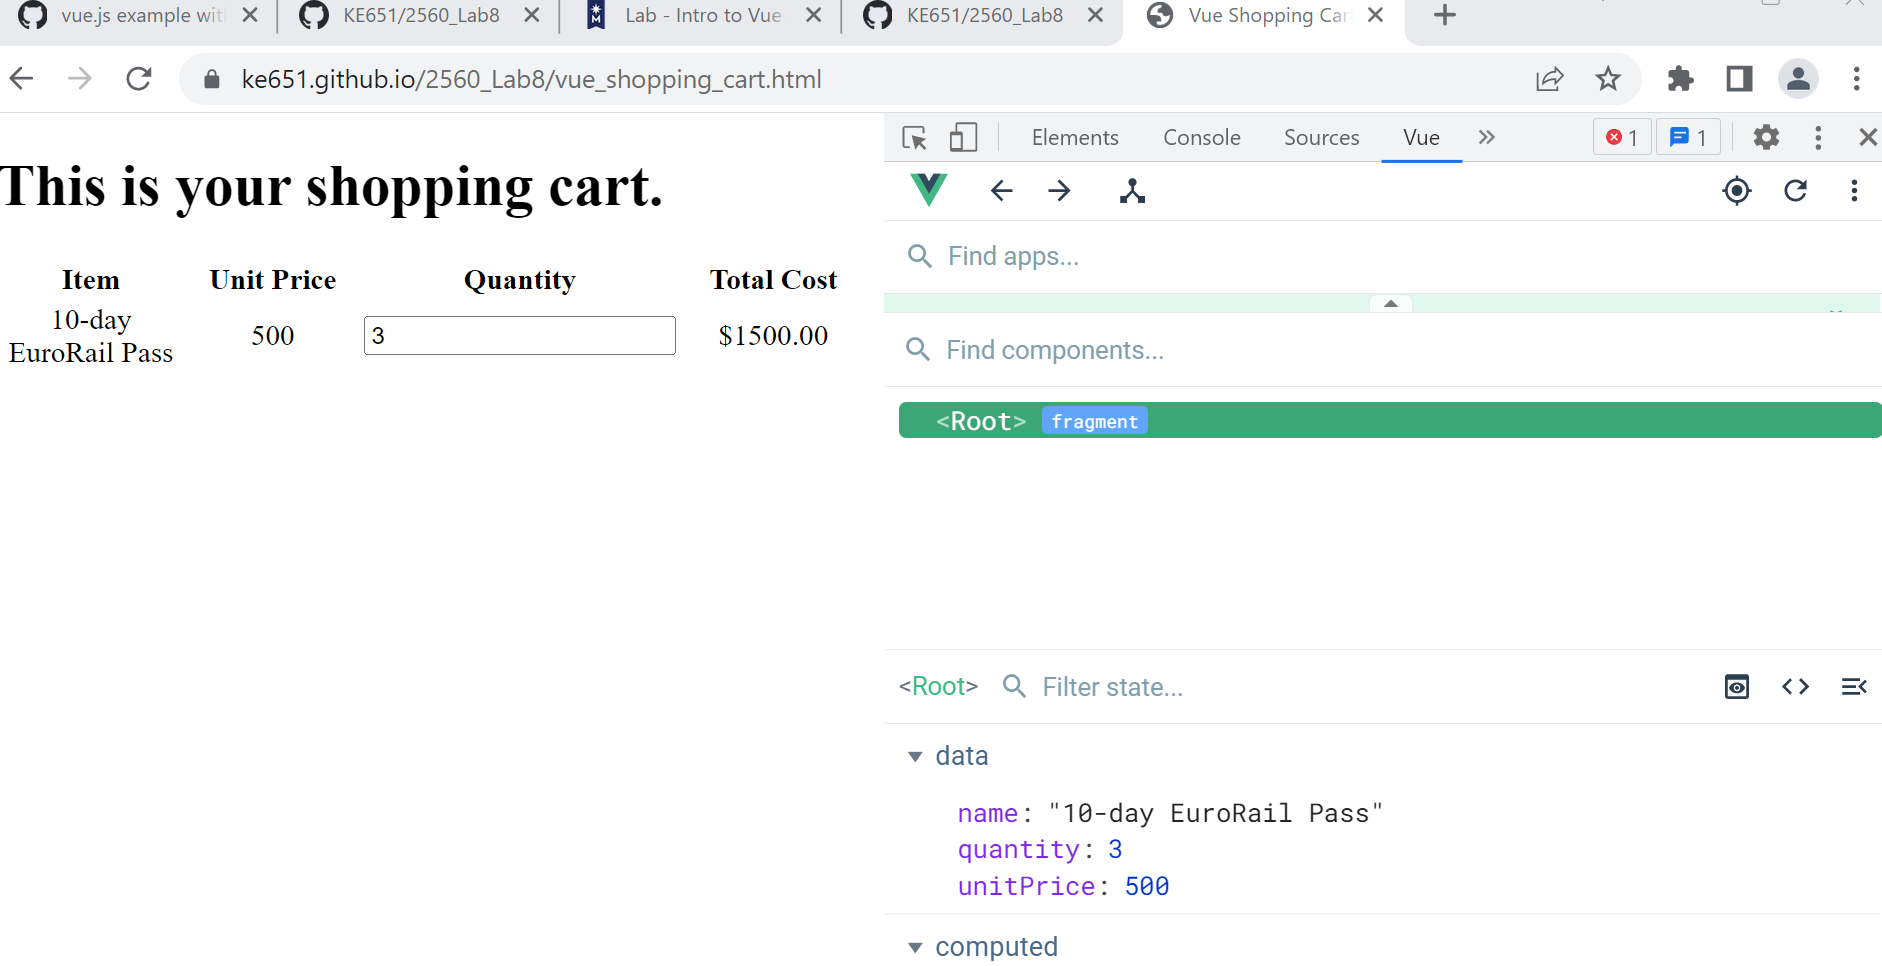 vue.js example wit
KE651/2560_Lab8
Lab - Intro to Vue
KE651/2560_Lab8
Vue Shopping Car
ke651.github.io/2560_Lab8/vue_shopping_cart.html
This is your shopping cart.
Item Unit Price Quantity Total Cost
10-day
EuroRail Pass 500 3 $1500.00
Elements Console Sources Vue 1 1
Find apps...
Find components...
<Root> fragment
<Root> Filter state...
data
name: "10-day EuroRail Pass"
quantity: 3
unitPrice: 500
computed